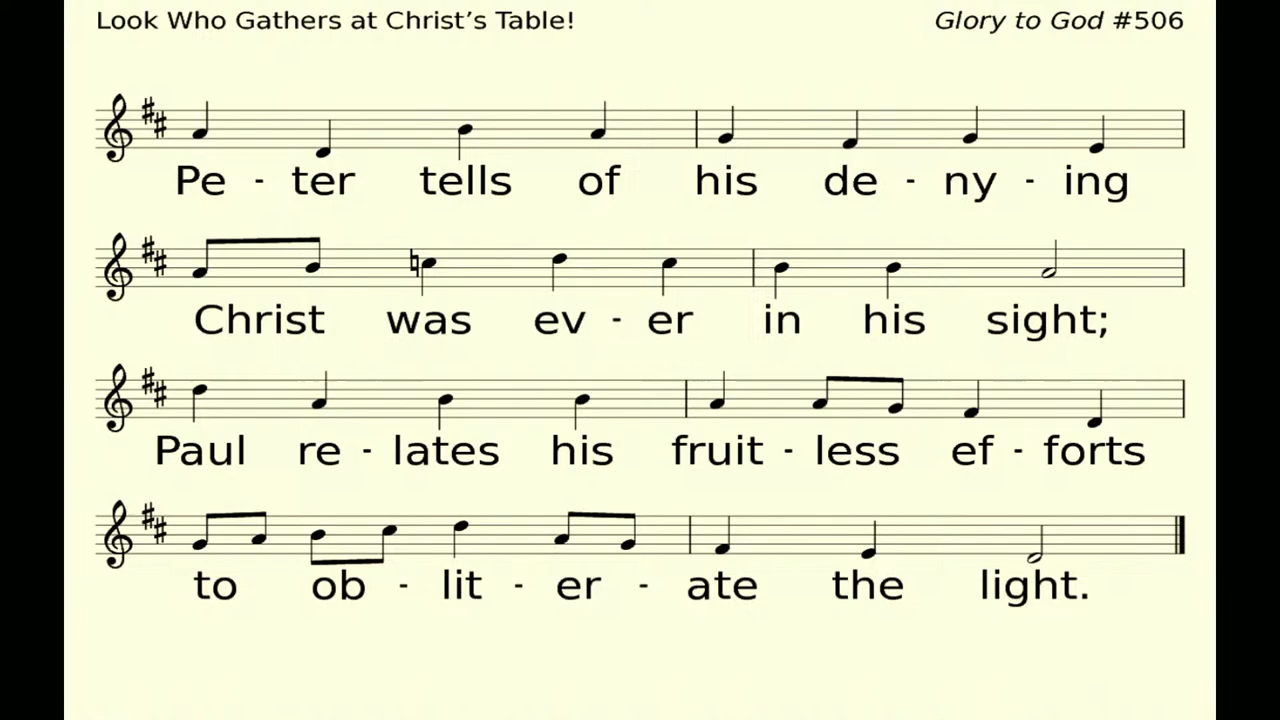 Look Who Gathers at Christ’s Table! Glory to God #506
Pe - ter tells of his de - ny - ing
Christ was ev - er in his sight;
Paul re - lates his fruit - less ef - forts
to ob - lit - er - ate the light.